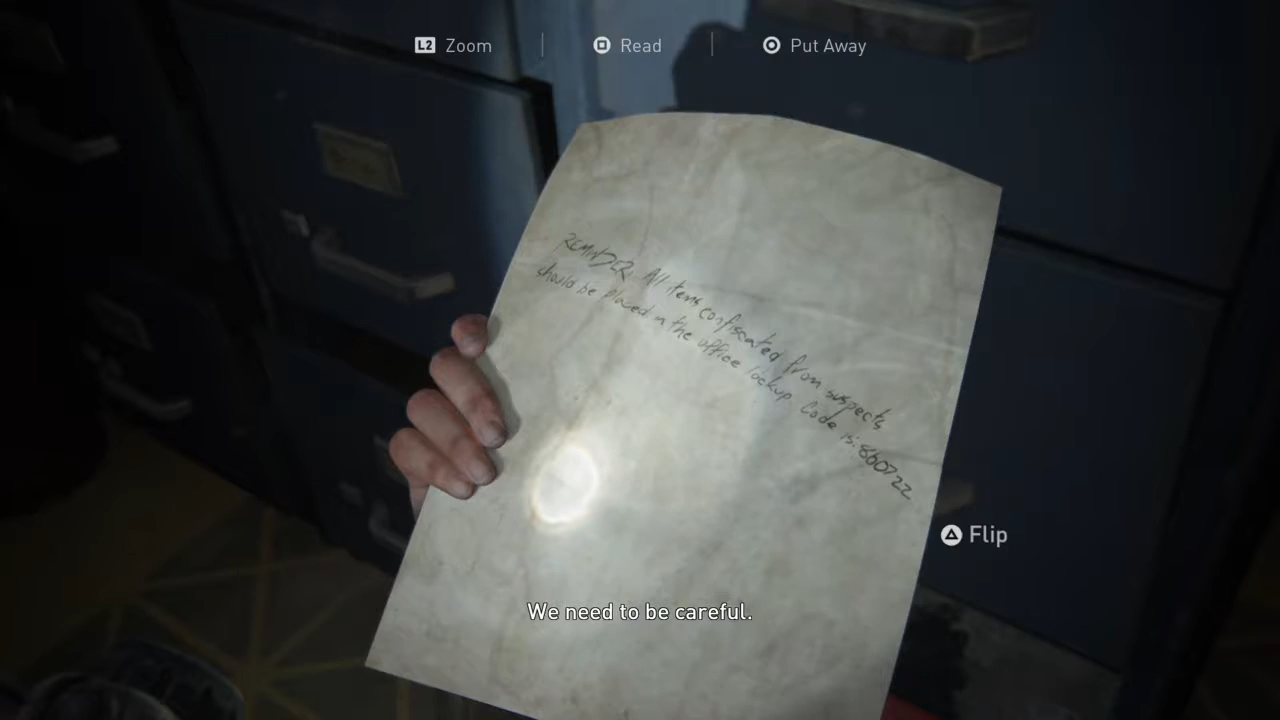 L2 Zoom
Read
Put Away
REMINDER: All items confiscated from suspects
should be placed in the office lockup. Code is: 860722
Flip
We need to be careful.